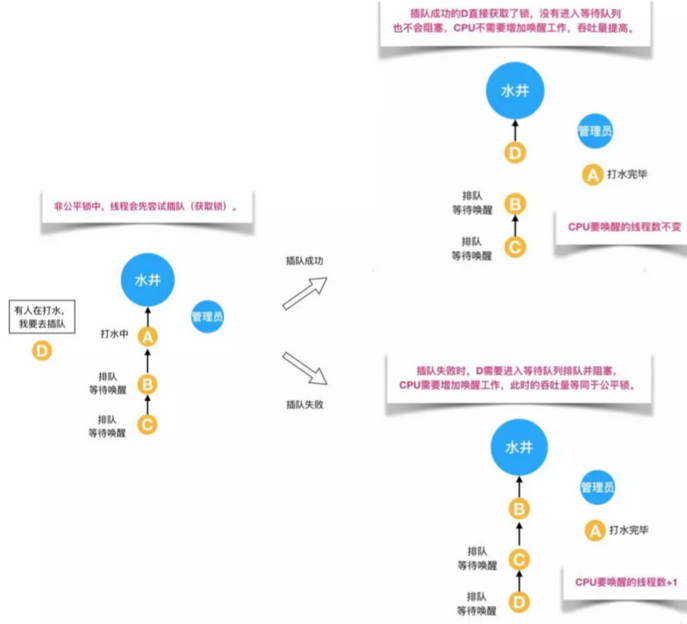 非公平锁中，线程会先尝试插队（获取锁）。
水井
有人在打水，
我要去插队
管理员
D
打水中
A
排队
等待唤醒
B
排队
等待唤醒
C
插队成功
插队失败
插队成功的D直接获取了锁，没有进入等待队列
也不会阻塞，CPU不需要增加唤醒工作，吞吐量提高。
水井
管理员
D
A 打水完毕
排队
等待唤醒
B
排队
等待唤醒
C
CPU要唤醒的线程数不变
插队失败时，D需要进入等待队列排队并阻塞，
CPU需要增加唤醒工作，此时的吞吐量等同于公平锁。
水井
管理员
B
A 打水完毕
排队
等待唤醒
C
排队
等待唤醒
D
CPU要唤醒的线程数+1